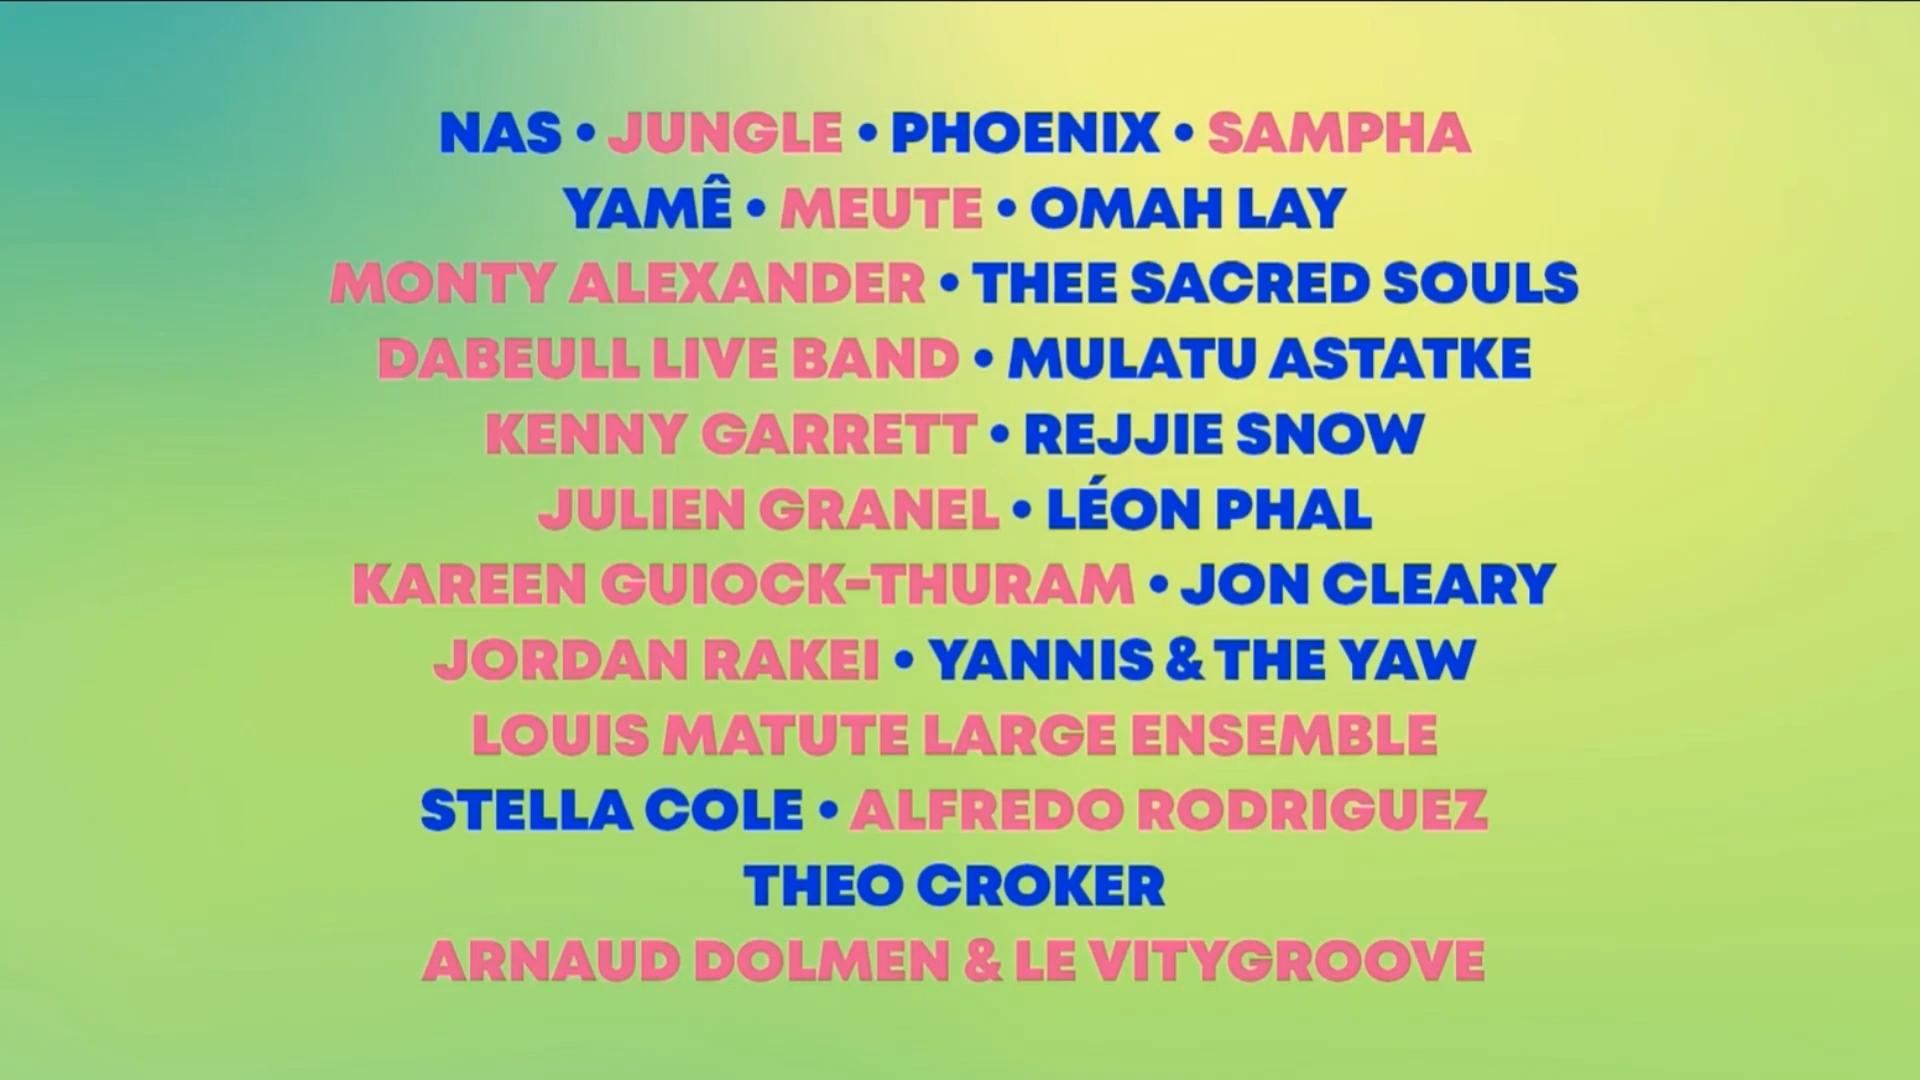 NAS • JUNGLE • PHOENIX • SAMPHA
YAMÊ • MEUTE • OMAH LAY
MONTY ALEXANDER • THEE SACRED SOULS
DABEULL LIVE BAND • MULATU ASTATKE
KENNY GARRETT • REJJIE SNOW
JULIEN GRANEL • LÉON PHAL
KAREEN GUIOCK-THURAM • JON CLEARY
JORDAN RAKEI • YANNIS & THE YAW
LOUIS MATUTE LARGE ENSEMBLE
STELLA COLE • ALFREDO RODRIGUEZ
THEO CROKER
ARNAUD DOLMEN & LE VITYGROOVE